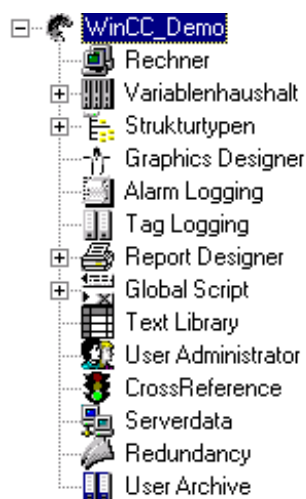 WinCC_Demo
Rechner
Variablenhaushalt
Strukturtypen
Graphics Designer
Alarm Logging
Tag Logging
Report Designer
Global Script
Text Library
User Administrator
CrossReference
Serverdata
Redundancy
User Archive